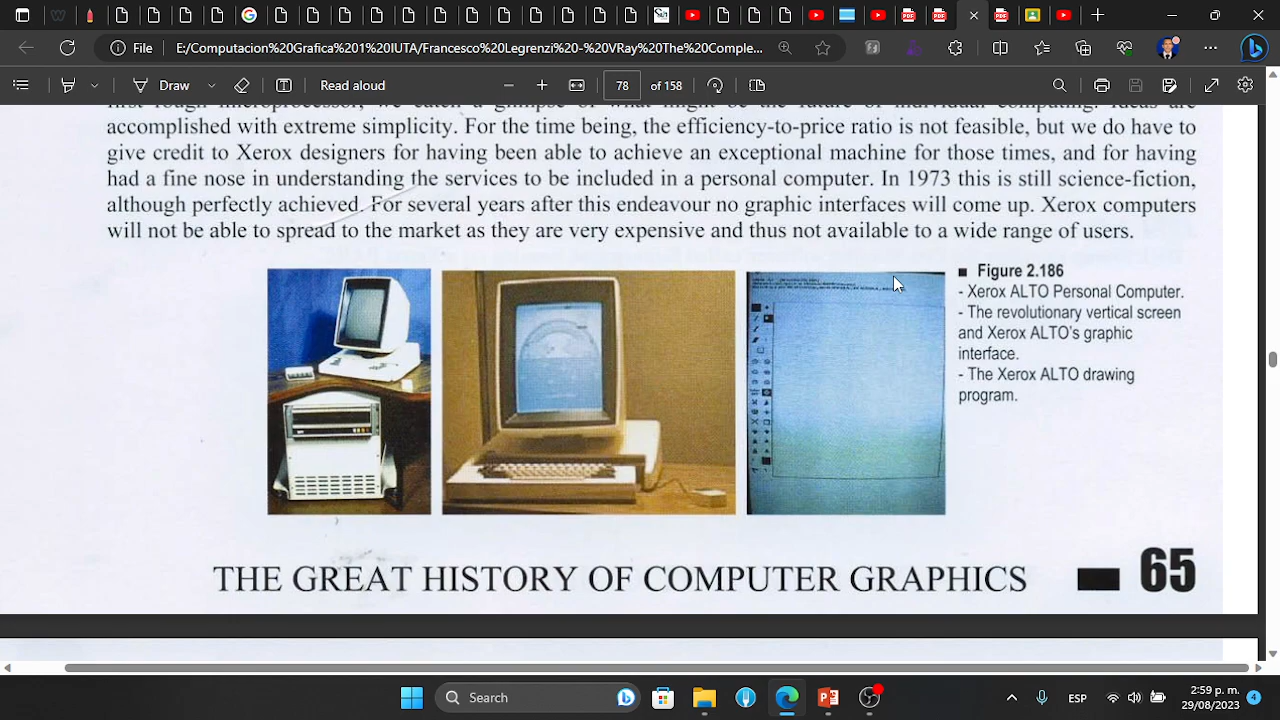 File
E:/Computacion%20Grafica%201%20IUTA/Francesco%20Legrenzi%20-%20VRay%20The%20Comple...
Draw
Read aloud
78
of 158
accomplished with extreme simplicity. For the time being, the efficiency-to-price ratio is not feasible, but we do have to
give credit to Xerox designers for having been able to achieve an exceptional machine for those times, and for having
had a fine nose in understanding the services to be included in a personal computer. In 1973 this is still science-fiction,
although perfectly achieved. For several years after this endeavour no graphic interfaces will come up. Xerox computers
will not be able to spread to the market as they are very expensive and thus not available to a wide range of users.
Figure 2.186
- Xerox ALTO Personal Computer.
- The revolutionary vertical screen
and Xerox ALTO's graphic
interface.
- The Xerox ALTO drawing
program.
THE GREAT HISTORY OF COMPUTER GRAPHICS
65
Search
ESP
2:59 p. m.
29/08/2023
4